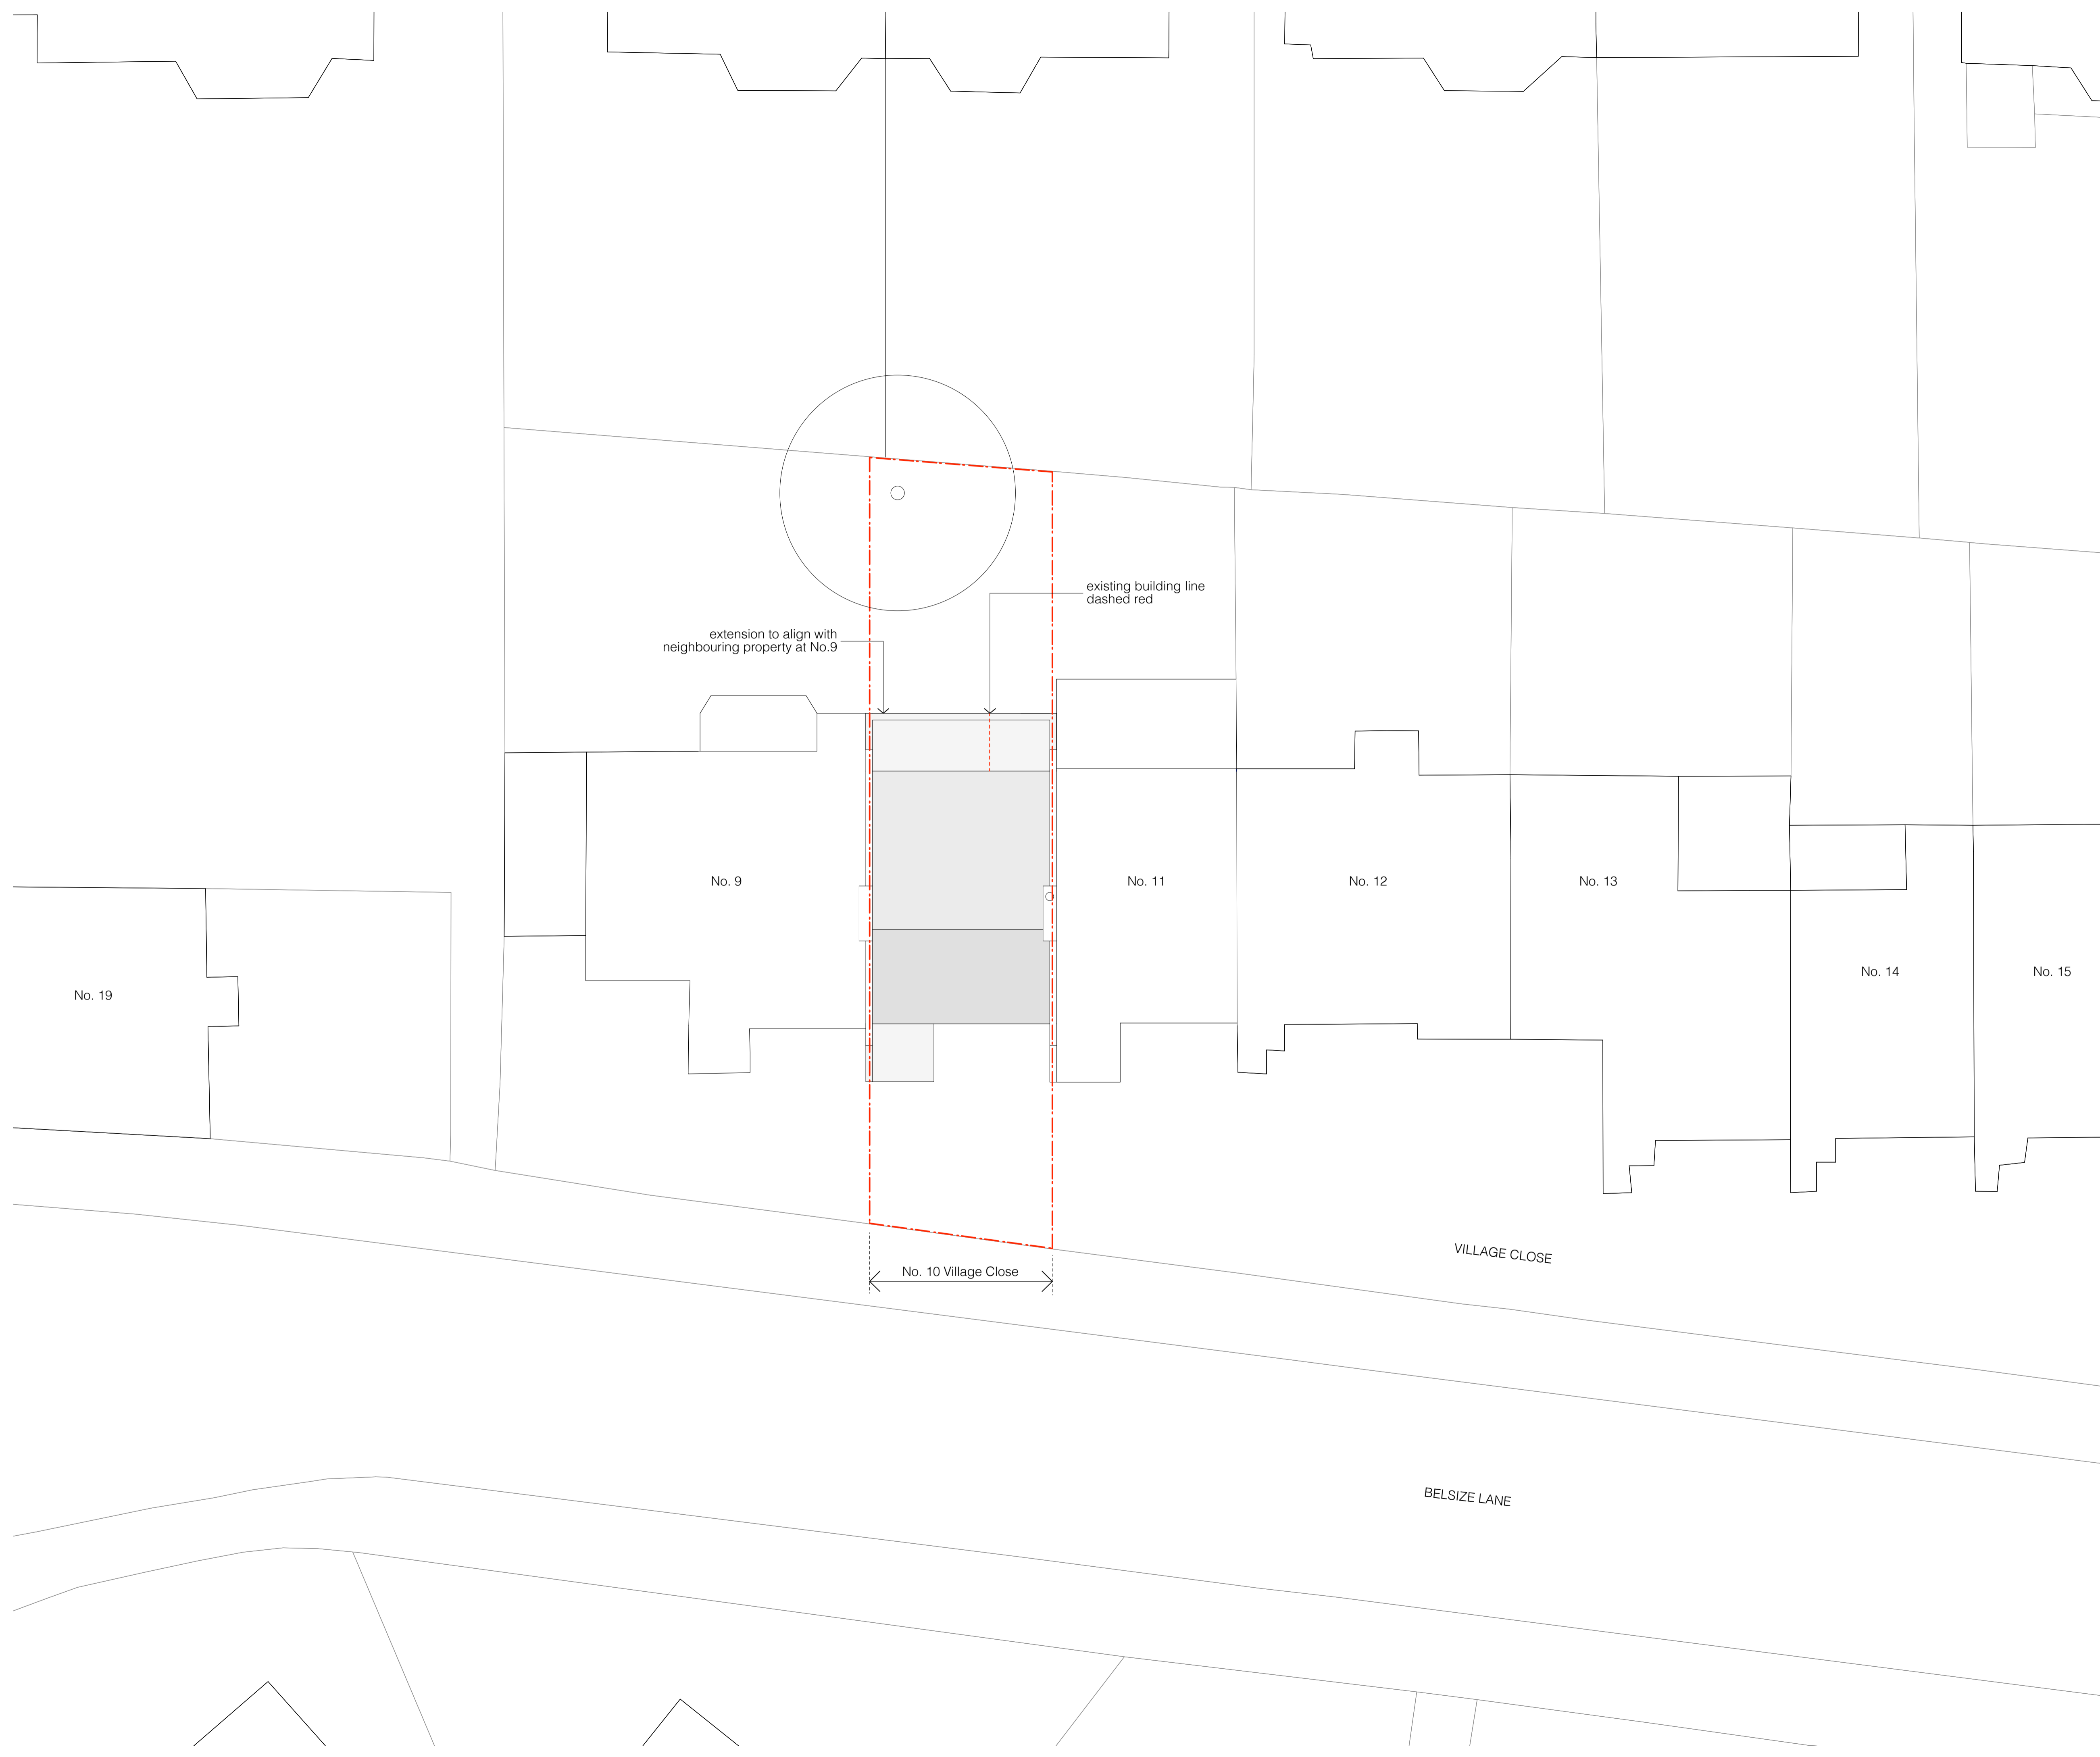 existing building line
dashed red
extension to align with
neighbouring property at No.9
No. 9
No. 11
No. 12
No. 13
No. 14
No. 15
No. 19
VILLAGE CLOSE
No. 10 Village Close
BELSIZE LANE